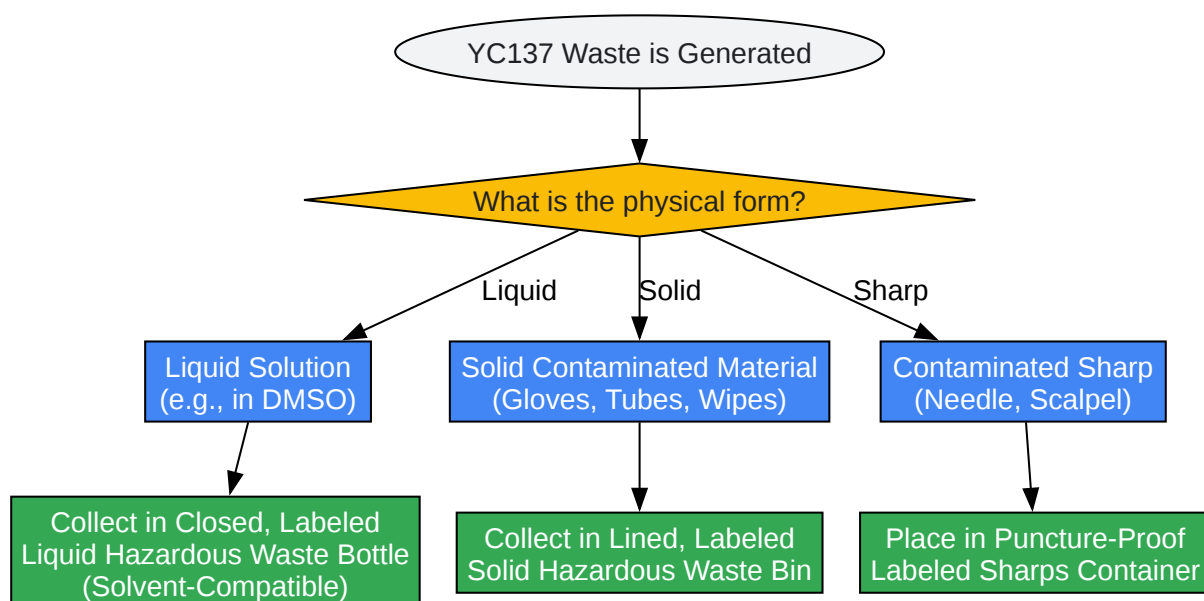 YC137 Waste is Generated
What is the physical form?
Liquid
Solid
Sharp
Liquid Solution
(e.g., in DMSO)
Solid Contaminated Material
(Gloves, Tubes, Wipes)
Contaminated Sharp
(Needle, Scalpel)
Collect in Closed, Labeled
Liquid Hazardous Waste Bottle
(Solvent-Compatible)
Collect in Lined, Labeled
Solid Hazardous Waste Bin
Place in Puncture-Proof
Labeled Sharps Container